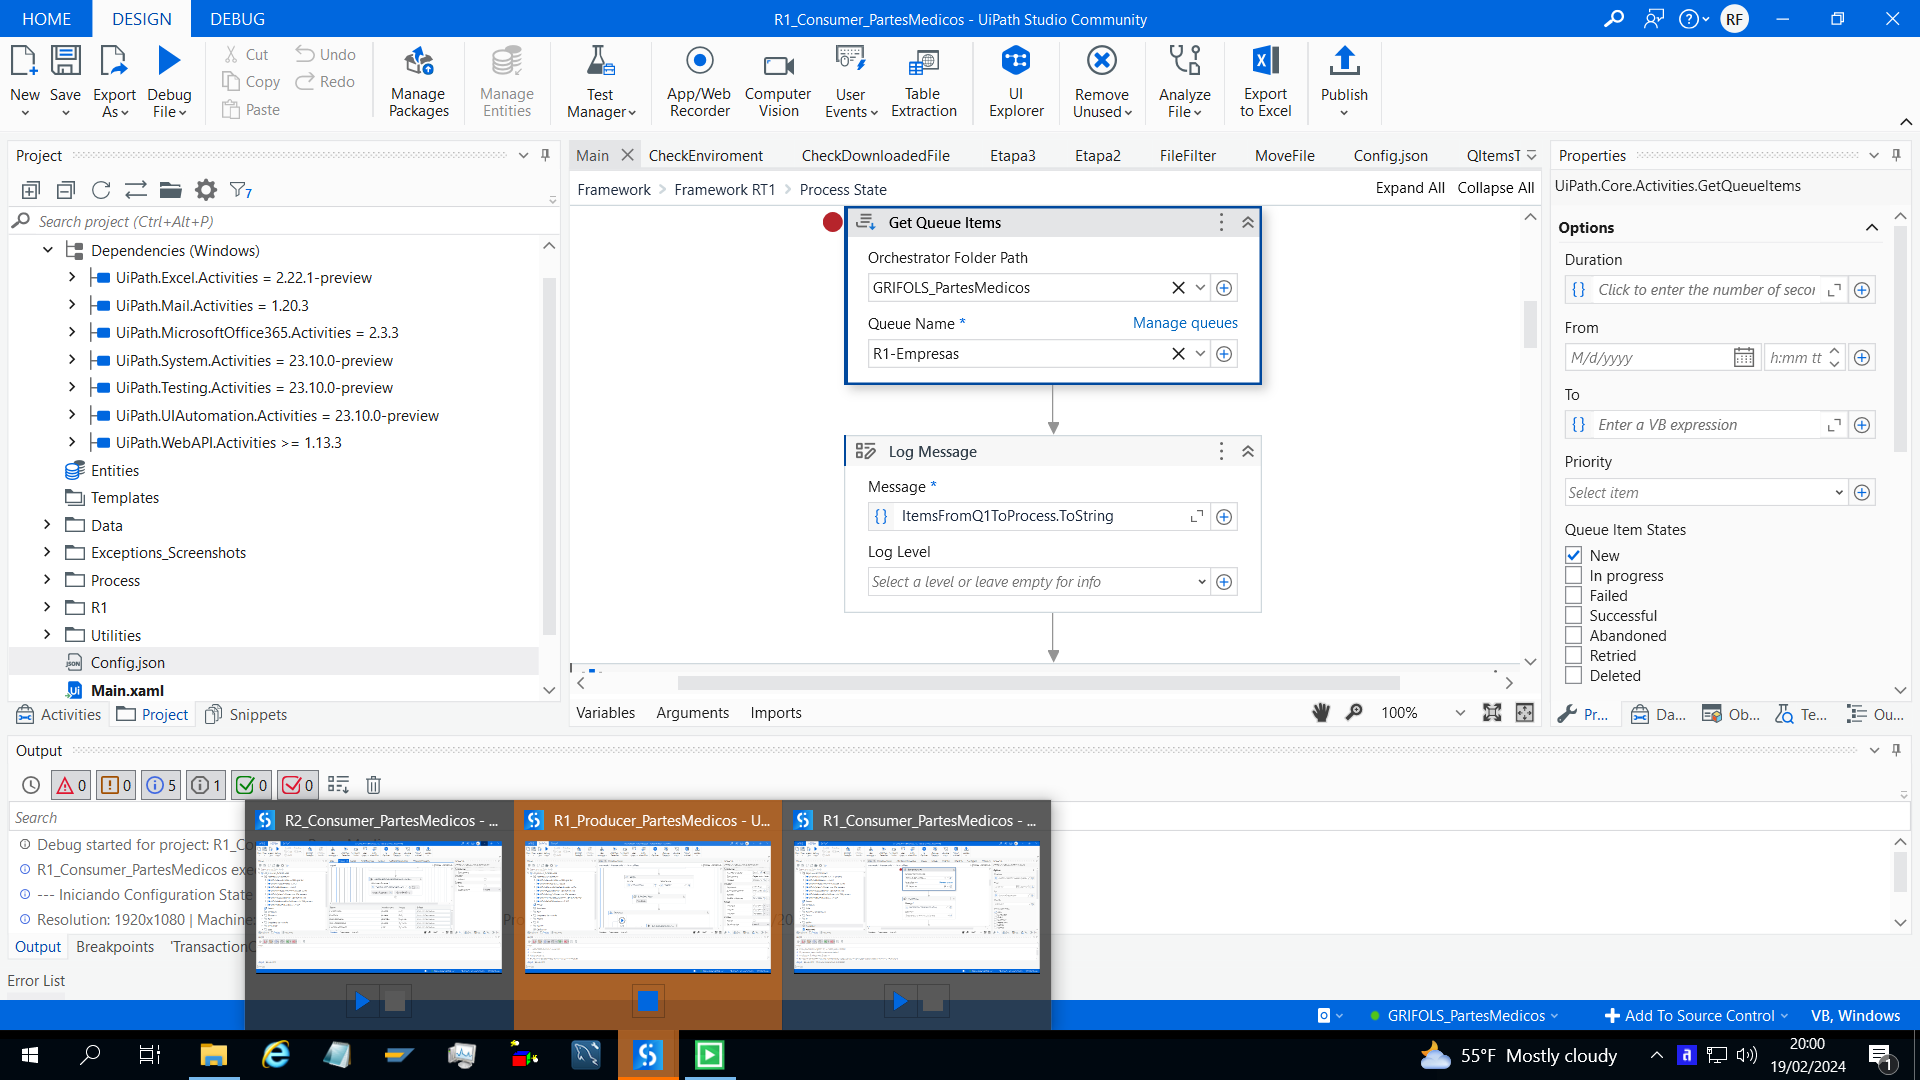 HOME
DESIGN
DEBUG
R1_Consumer_PartesMedicos - UiPath Studio Community
RF
New
Save
Export As
Debug File
Cut
Copy
Paste
Undo
Redo
Manage Packages
Manage Entities
Test Manager
App/Web Recorder
Computer Vision
User Events
Table Extraction
UI Explorer
Remove Unused
Analyze File
Export to Excel
Publish
Project
7
Search project (Ctrl+Alt+P)
Dependencies (Windows)
UiPath.Excel.Activities = 2.22.1-preview
UiPath.Mail.Activities = 1.20.3
UiPath.MicrosoftOffice365.Activities = 2.3.3
UiPath.System.Activities = 23.10.0-preview
UiPath.Testing.Activities = 23.10.0-preview
UiPath.UIAutomation.Activities = 23.10.0-preview
UiPath.WebAPI.Activities >= 1.13.3
Entities
Templates
Data
Exceptions_Screenshots
Process
R1
Utilities
Config.json
Main.xaml
Activities
Project
Snippets
Main
CheckEnviroment
CheckDownloadedFile
Etapa3
Etapa2
FileFilter
MoveFile
Config.json
QItemsT
Framework
Framework RT1
Process State
Expand All
Collapse All
Get Queue Items
Orchestrator Folder Path
GRIFOLS_PartesMedicos
Queue Name *
Manage queues
R1-Empresas
Log Message
Message *
{} ItemsFromQ1ToProcess.ToString
Log Level
Select a level or leave empty for info
Variables
Arguments
Imports
100%
Properties
UiPath.Core.Activities.GetQueueItems
Options
Duration
{} Click to enter the number of secon
From
M/d/yyyy
h:mm tt
To
{} Enter a VB expression
Priority
Select item
Queue Item States
New
In progress
Failed
Successful
Abandoned
Retried
Deleted
Pr...
Da...
Ob...
Te...
Ou...
Output
0
0
5
1
0
0
Search
Debug started for project: R1_Co
R1_Consumer_PartesMedicos exe
--- Iniciando Configuration State
Resolution: 1920x1080 | Machine
Output
Breakpoints
'Transaction
Error List
R2_Consumer_PartesMedicos - ...
R1_Producer_PartesMedicos - U...
R1_Consumer_PartesMedicos - ...
GRIFOLS_PartesMedicos
Add To Source Control
VB, Windows
55°F Mostly cloudy
a
20:00
19/02/2024
1